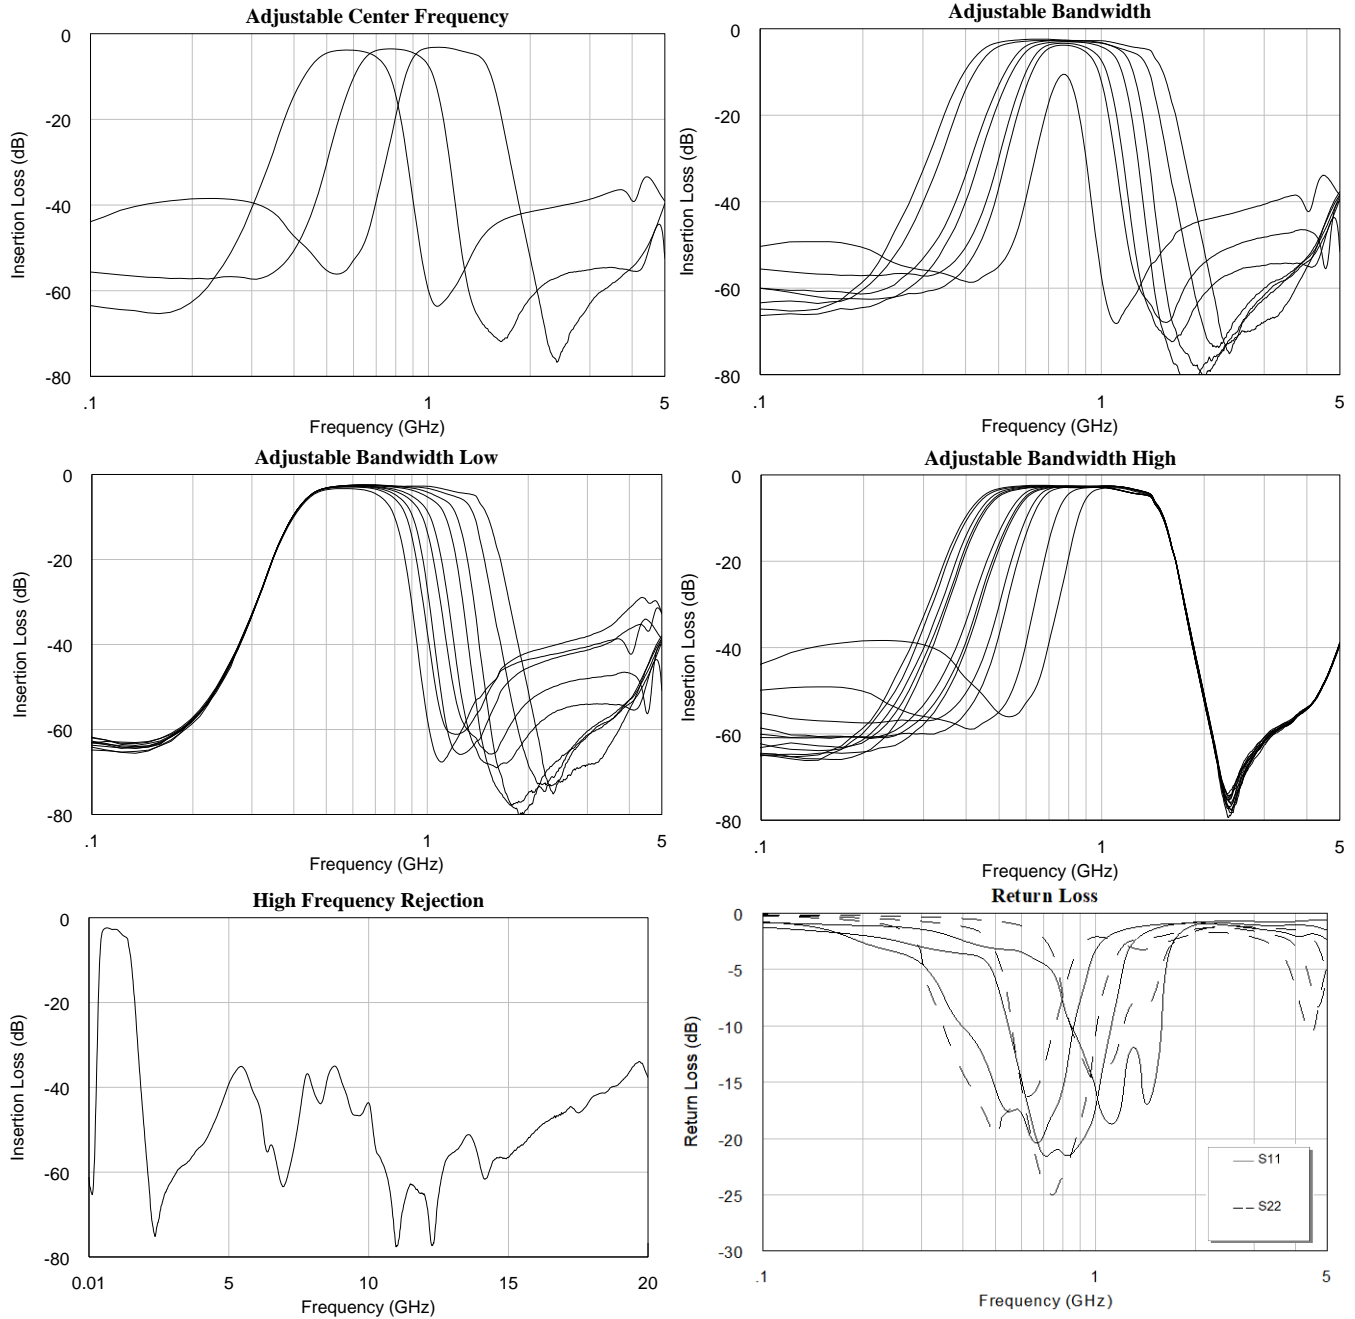 Adjustable Center Frequency
0
-20
-40
-60
-80
Insertion Loss (dB)
.1
1
5
Frequency (GHz)
Adjustable Bandwidth
0
-20
-40
-60
-80
Insertion Loss (dB)
.1
1
5
Frequency (GHz)
Adjustable Bandwidth Low
0
-20
-40
-60
-80
Insertion Loss (dB)
.1
1
5
Frequency (GHz)
Adjustable Bandwidth High
0
-20
-40
-60
-80
Insertion Loss (dB)
.1
1
5
Frequency (GHz)
High Frequency Rejection
0
-20
-40
-60
-80
Insertion Loss (dB)
0.01
5
10
15
20
Frequency (GHz)
Return Loss
0
-5
-10
-15
-20
-25
-30
Return Loss (dB)
S11
S22
.1
1
5
Frequency (GHz)